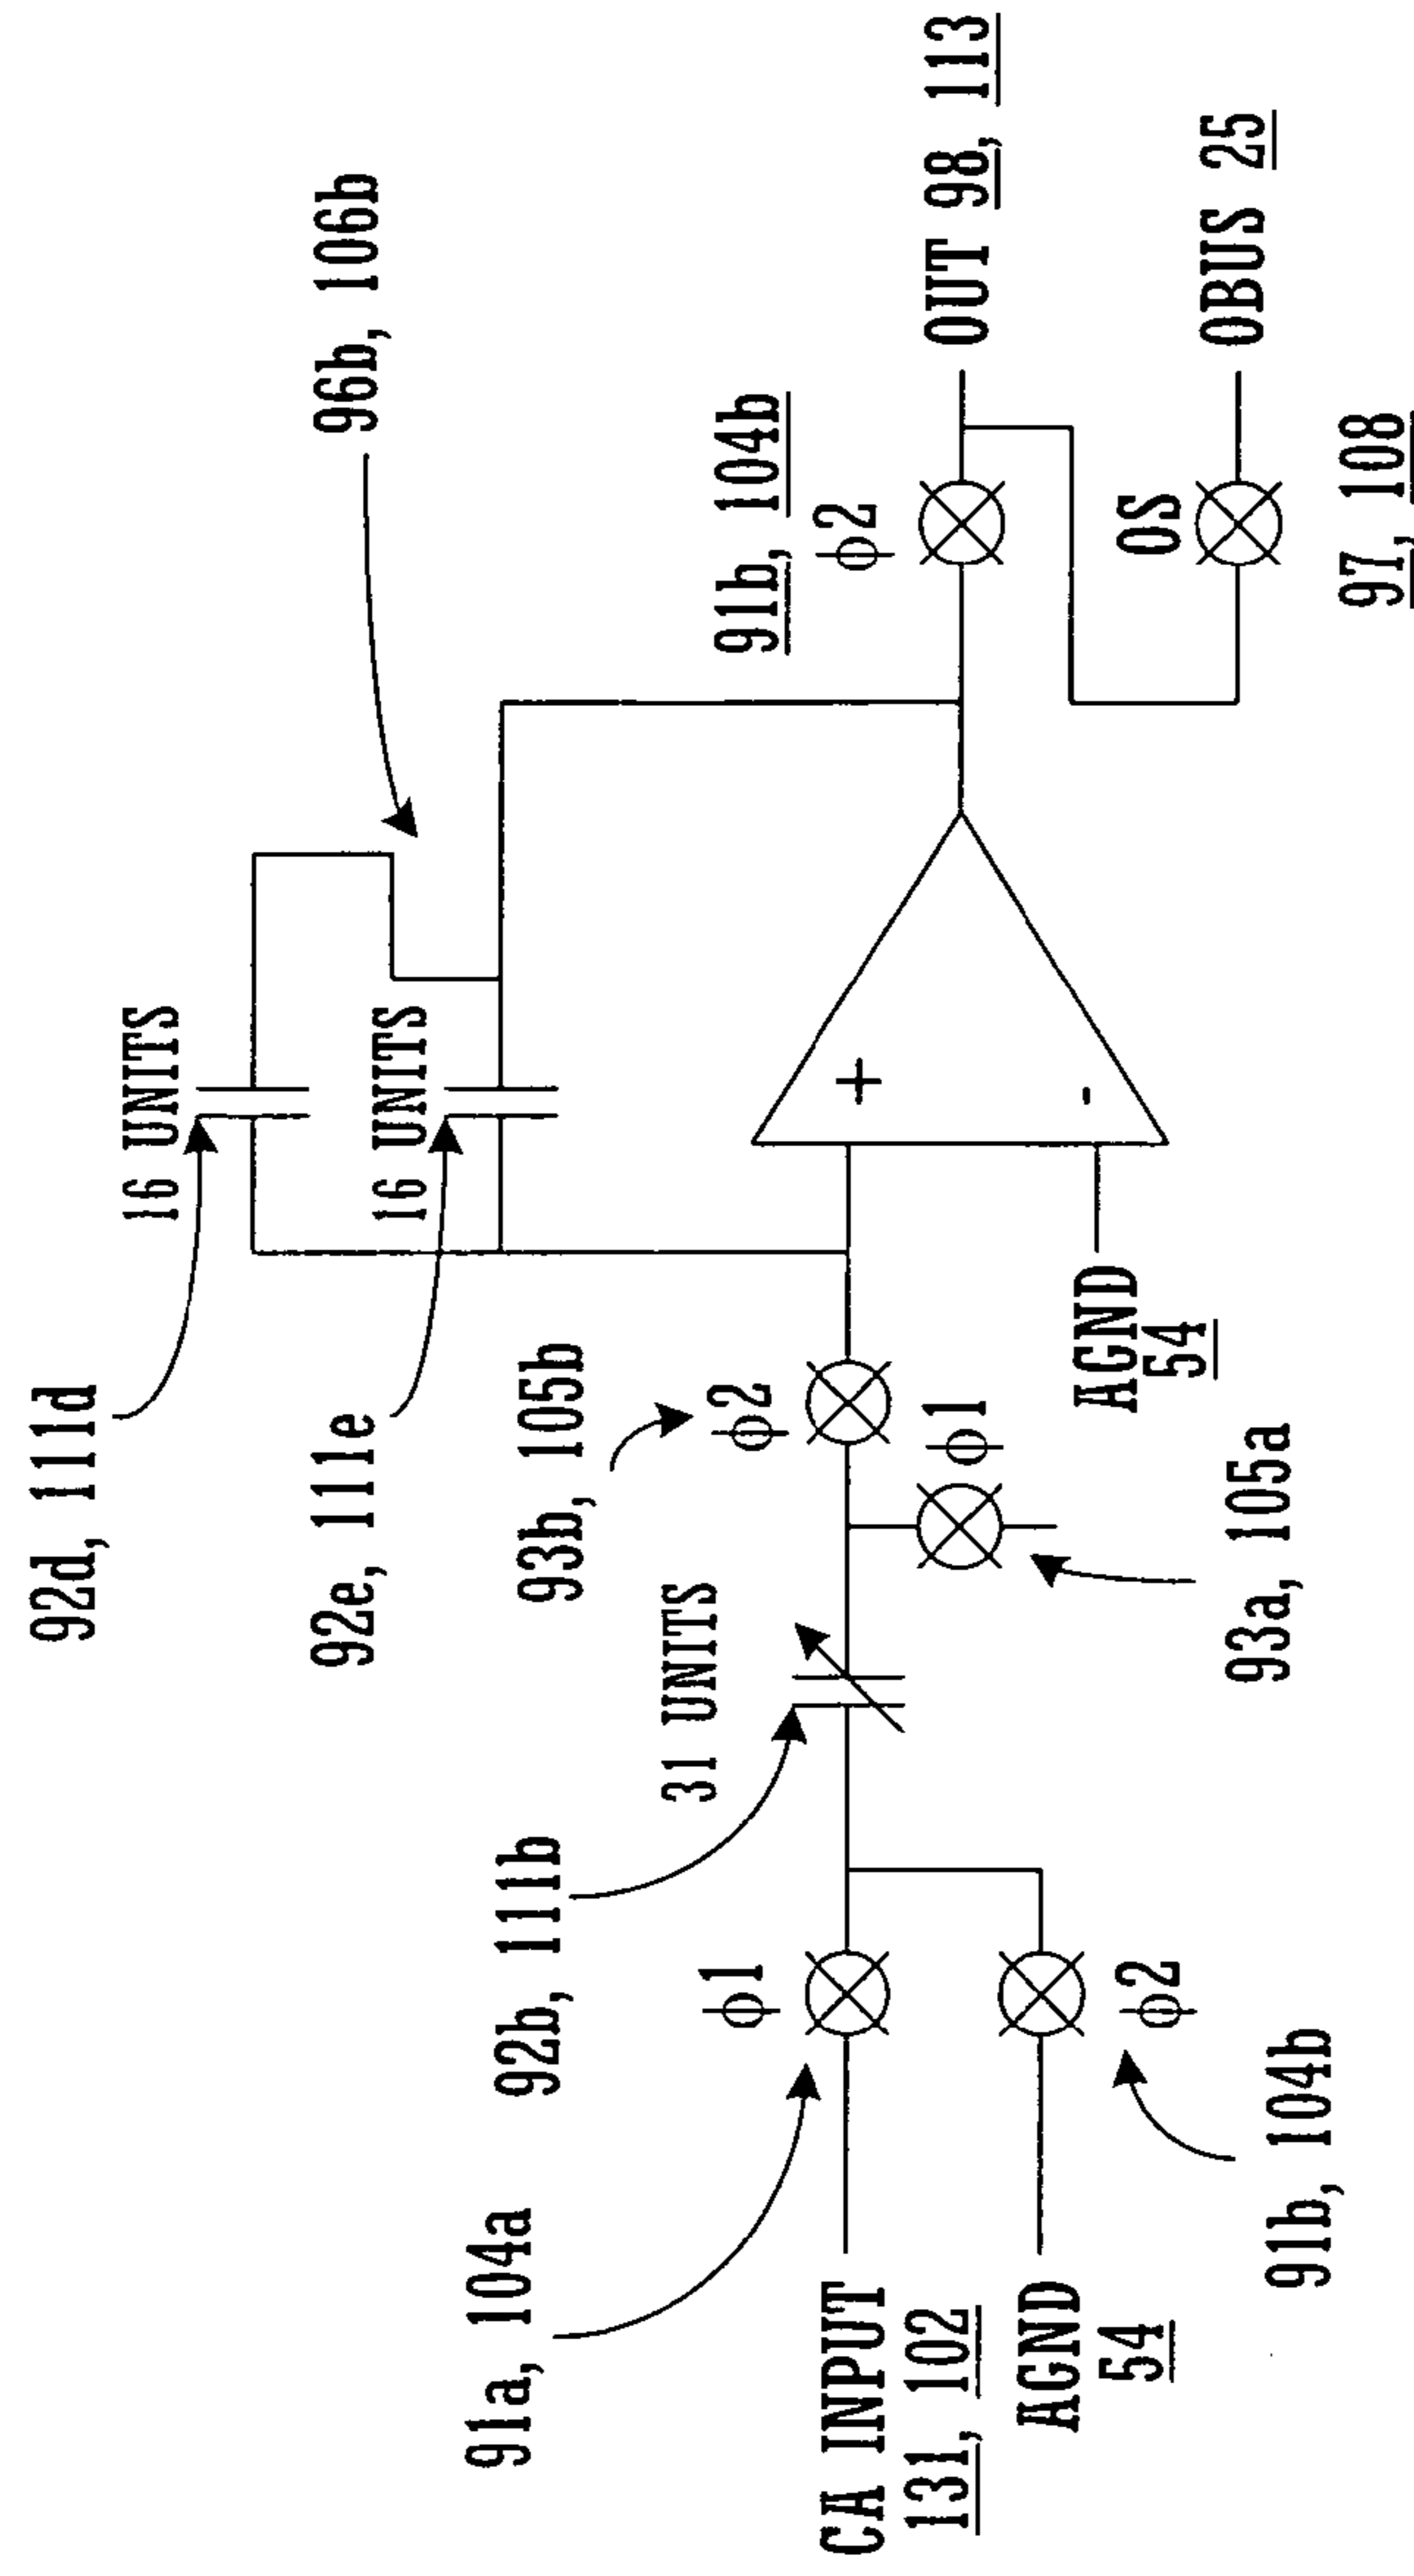 92d, 111d
16 UNITS
92e, 111e
16 UNITS
96b, 106b
93b, 105b
ϕ2
91b, 104b
ϕ2
92b, 111b
31 UNITS
91a, 104a
ϕ1
+
-
OUT 98, 113
CA INPUT
131, 102
ϕ1
AGND
54
OS
OBUS 25
AGND
54
ϕ2
93a, 105a
91b, 104b
97, 108